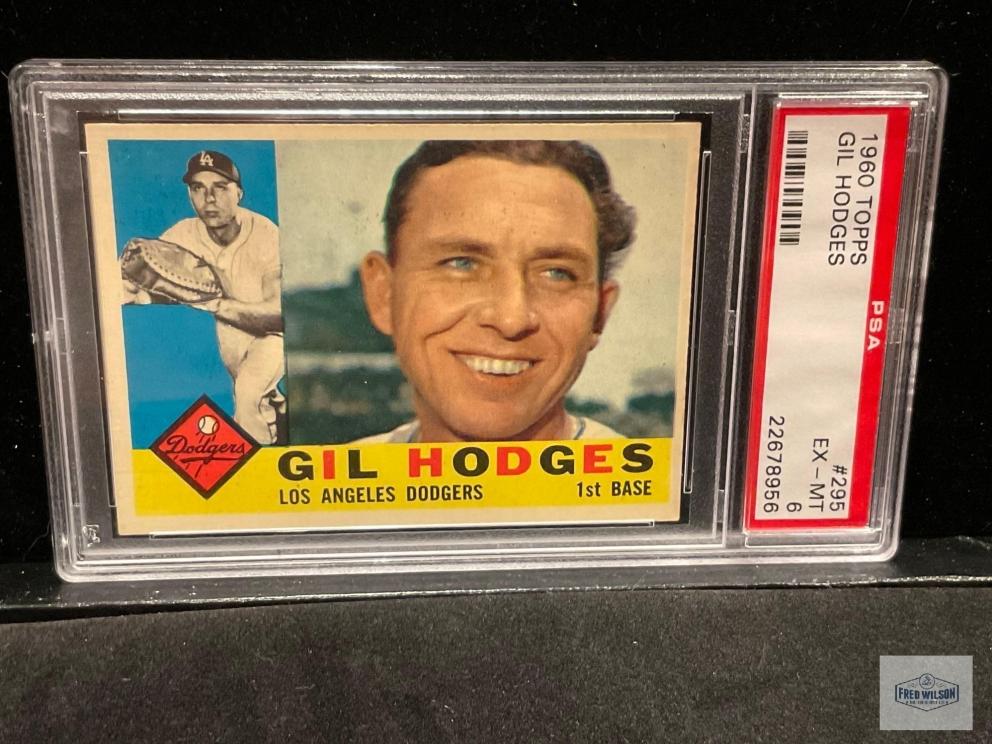 LA
Dodgers
GIL HODGES
LOS ANGELES DODGERS 1st BASE
1960 TOPPS #295
GIL HODGES EX-MT
6
22678956
PSA
FRED WILSON